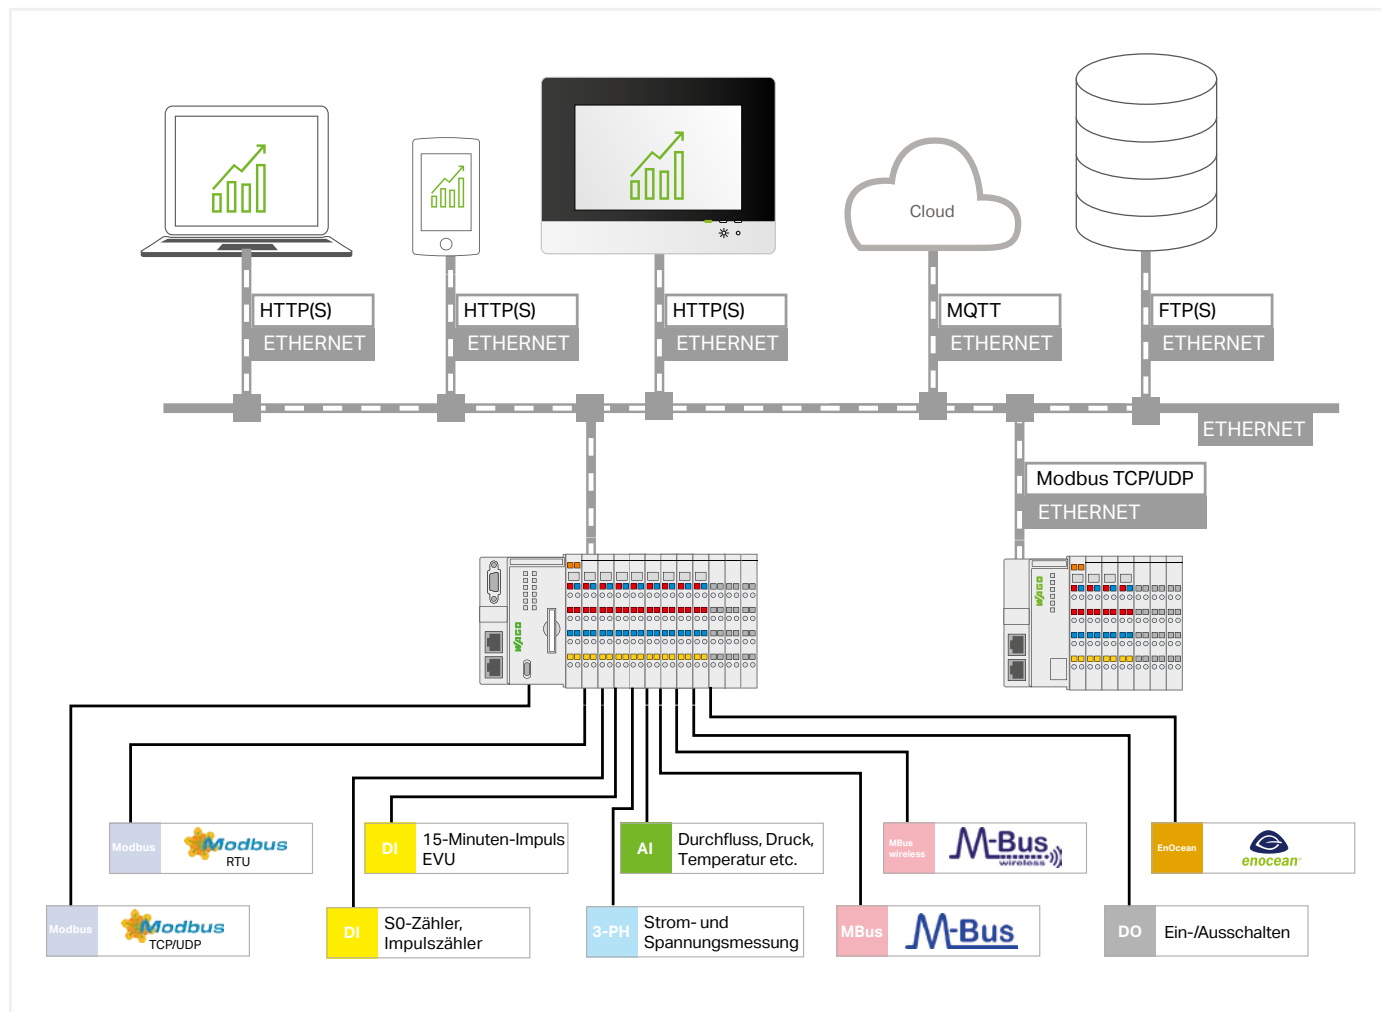 Cloud
HTTP(S)
ETHERNET
HTTP(S)
ETHERNET
HTTP(S)
ETHERNET
MQTT
ETHERNET
FTP(S)
ETHERNET
ETHERNET
Modbus TCP/UDP
ETHERNET
WAGO
WAGO
Modbus
Modbus
RTU
DI
15-Minuten-Impuls
EVU
AI
Durchfluss, Druck,
Temperatur etc.
MBus
wireless
M-Bus
wireless
EnOcean
enocean
Modbus
Modbus
TCP/UDP
DI
S0-Zähler,
Impulszähler
3-PH
Strom- und
Spannungsmessung
MBus
M-Bus
DO
Ein-/Ausschalten